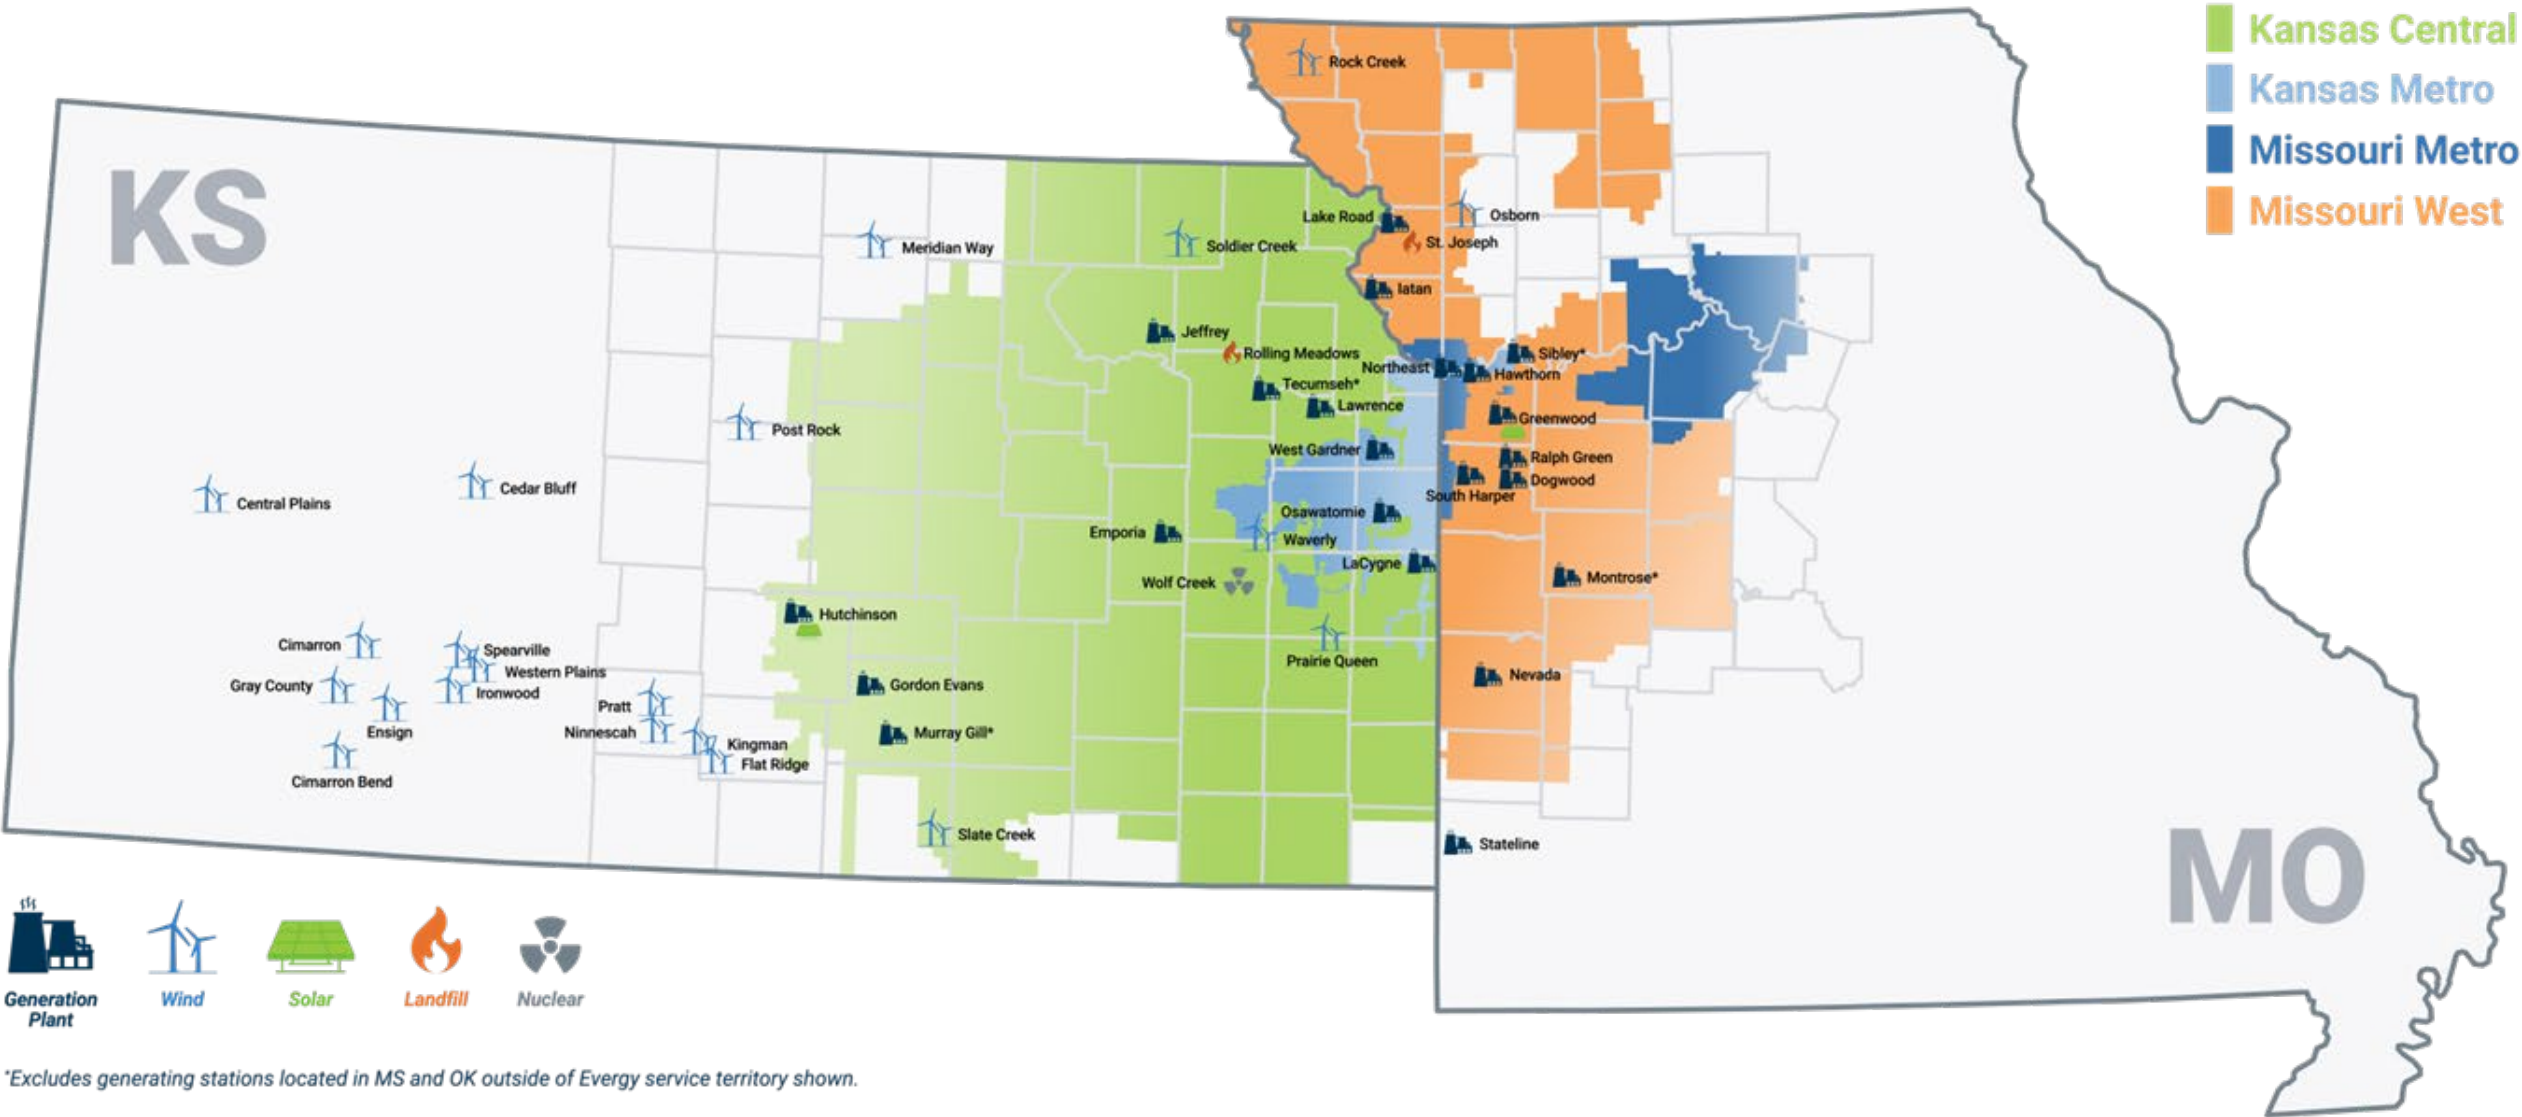 Kansas Central
Kansas Metro
Missouri Metro
Missouri West
KS
MO
Rock Creek
Lake Road
Osborn
St. Joseph
Meridian Way
Soldier Creek
Iatan
Jeffrey
Rolling Meadows
Sibley*
Northeast
Hawthorn
Tecumseh*
Lawrence
Greenwood
Post Rock
West Gardner
Ralph Green
Dogwood
South Harper
Cedar Bluff
Central Plains
Osawatomie
Emporia
Waverly
LaCygne
Wolf Creek
Montrose*
Hutchinson
Cimarron
Spearville
Western Plains
Gray County
Ironwood
Prairie Queen
Nevada
Gordon Evans
Pratt
Ensign
Ninnescah
Murray Gill*
Kingman
Flat Ridge
Cimarron Bend
Slate Creek
Stateline
Generation
Plant
Wind
Solar
Landfill
Nuclear
*Excludes generating stations located in MS and OK outside of Evergy service territory shown.